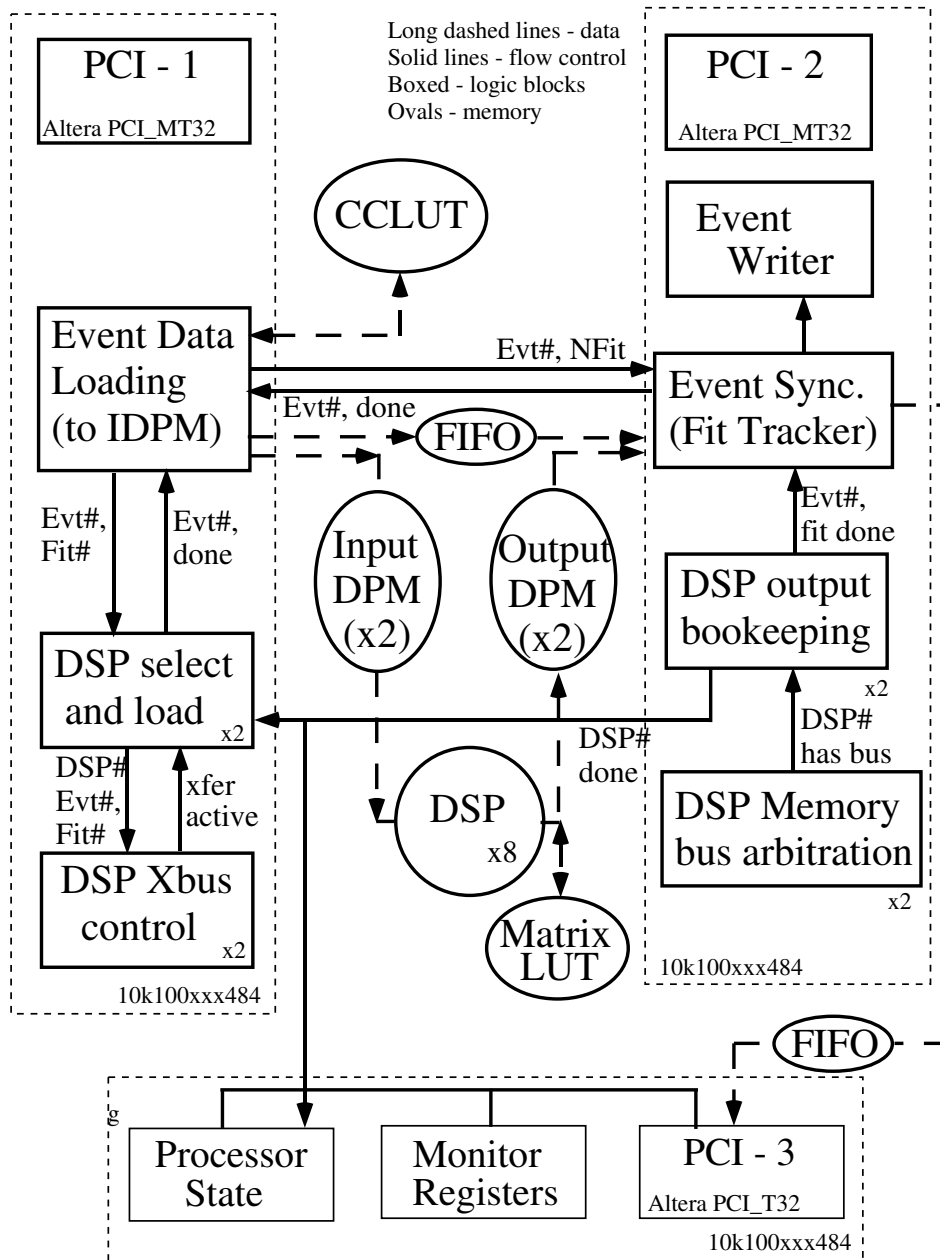 Long dashed lines - data
Solid lines - flow control
Boxed - logic blocks
Ovals - memory
PCI - 1
Altera PCI_MT32
PCI - 2
Altera PCI_MT32
CCLUT
Event
Writer
Event Data
Loading
(to IDPM)
Evt#, NFit
Evt#, done
Event Sync.
(Fit Tracker)
FIFO
Evt#,
Fit#
Evt#,
done
Input
DPM
(x2)
Output
DPM
(x2)
Evt#,
fit done
DSP output
bookeeping
x2
DSP select
and load
x2
DSP#
done
DSP#
has bus
DSP#
Evt#,
Fit#
xfer
active
DSP
x8
DSP Memory
bus arbitration
x2
DSP Xbus
control
x2
Matrix
LUT
10k100xxx484
10k100xxx484
FIFO
g
Processor
State
Monitor
Registers
PCI - 3
Altera PCI_T32
10k100xxx484